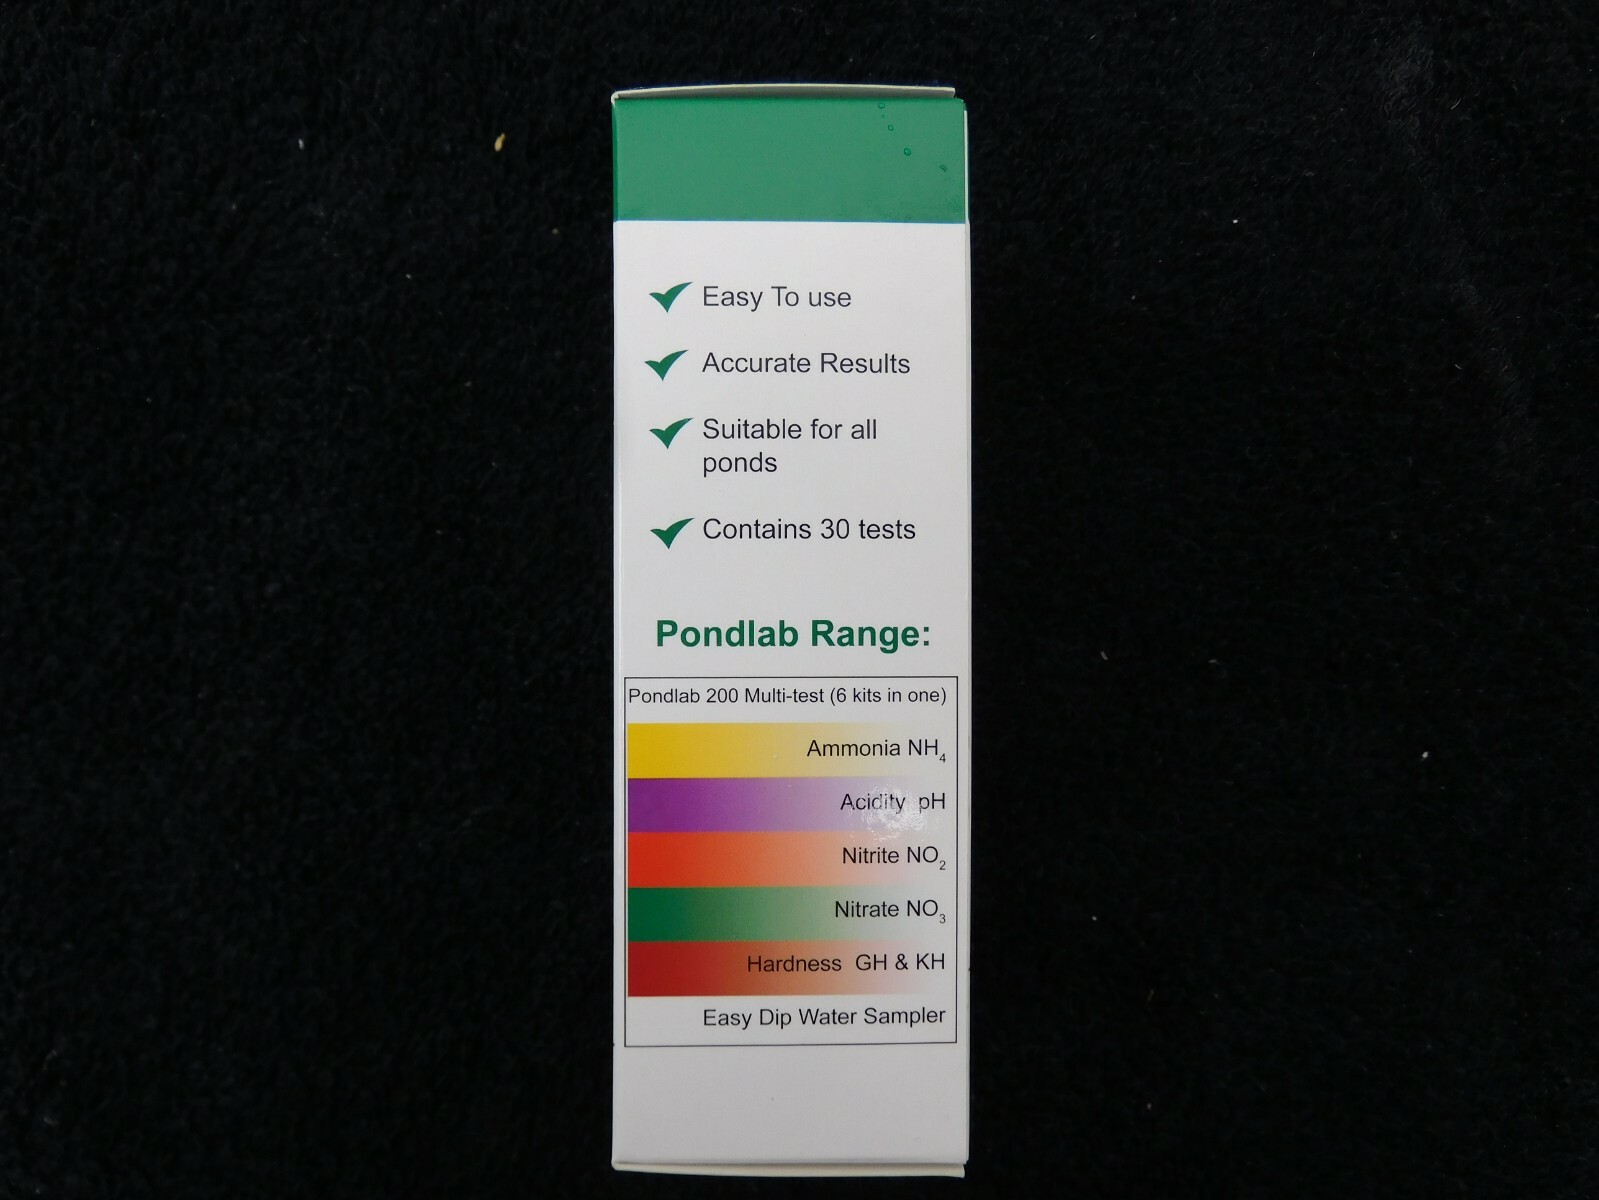 Easy To use
Accurate Results
Suitable for all
ponds
Contains 30 tests
Pondlab Range:
Pondlab 200 Multi-test (6 kits in one)
Ammonia NH4
Acidity pH
Nitrite NO2
Nitrate NO3
Hardness GH & KH
Easy Dip Water Sampler